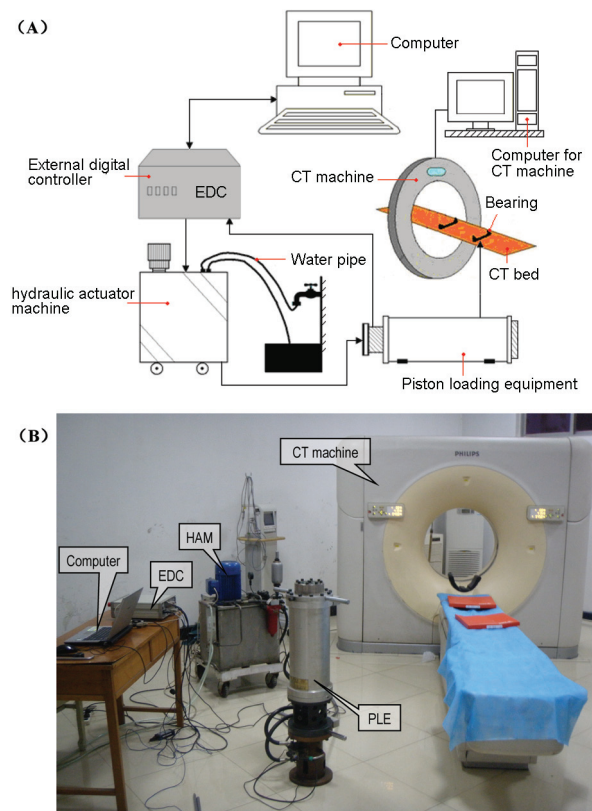 (A)
Computer
External digital
controller
EDC
CT machine
Computer for
CT machine
Bearing
Water pipe
CT bed
hydraulic actuator
machine
Piston loading equipment
(B)
CT machine
PHILIPS
HAM
Computer
EDC
PLE